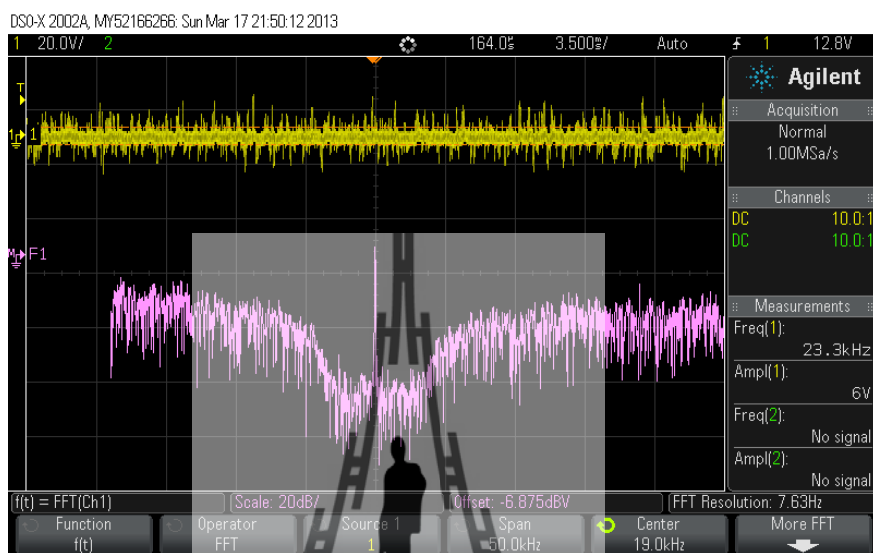 DSO-X 2002A, MY52166266: Sun Mar 17 21:50:12 2013
1 20.0V/ 2 164.0s 3.500s/ Auto 1 12.8V
T
Agilent
Acquisition
Normal
1.00MSa/s
1 1
Channels
DC 10.0:1
DC 10.0:1
M F1
Measurements
Freq(1):
23.3kHz
Ampl(1):
6V
Freq(2):
No signal
Ampl(2):
No signal
f(t) = FFT(Ch1) Scale: 20dB/ Offset: -6.875dBV FFT Resolution: 7.63Hz
Function Operator Source 1 Span Center More FFT
f(t) FFT 1 50.0kHz 19.0kHz